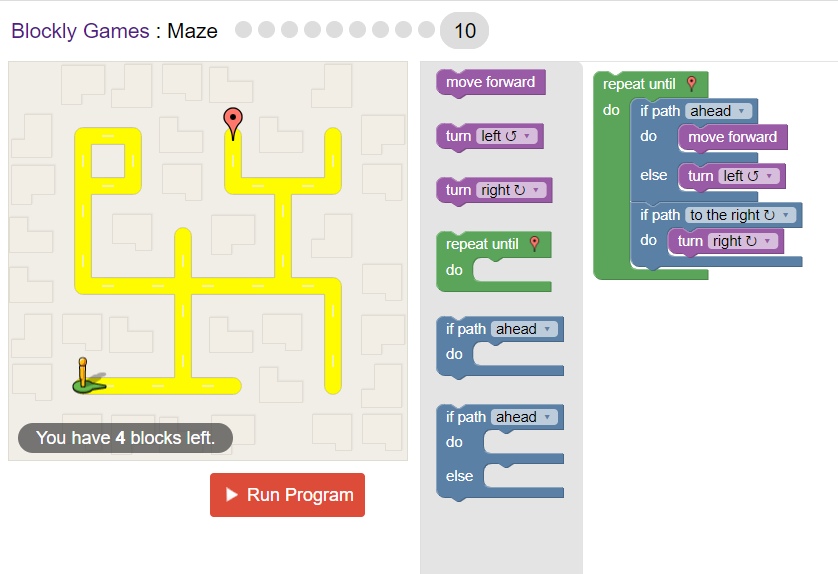 Blockly Games : Maze 10
You have 4 blocks left.
Run Program
move forward
turn left ↺ ▾
turn right ↻ ▾
repeat until
do
if path ahead ▾
do
if path ahead ▾
do
else
repeat until
do
if path ahead ▾
do move forward
else turn left ↺ ▾
if path to the right ↻ ▾
do turn right ↻ ▾